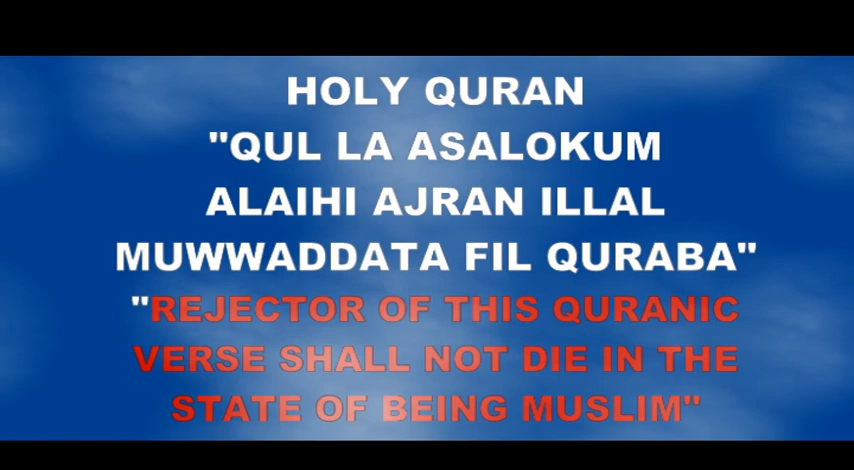 HOLY QURAN
"QUL LA ASALOKUM
ALAIHI AJRAN ILLAL
MUWWADDATA FIL QURABA"
"REJECTOR OF THIS QURANIC
VERSE SHALL NOT DIE IN THE
STATE OF BEING MUSLIM"